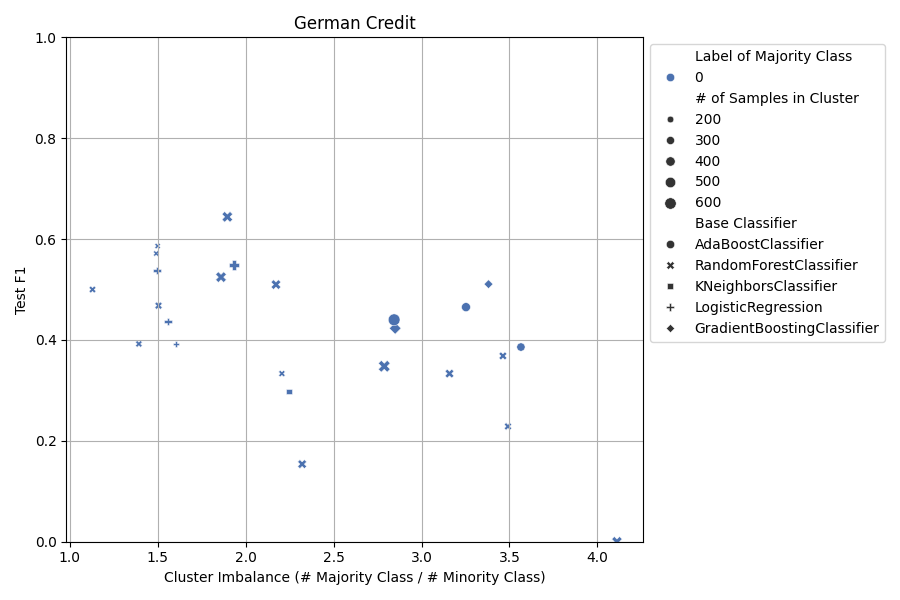 German Credit
1.0
0.8
0.6
0.4
0.2
0.0
Test F1
1.0
1.5
2.0
2.5
3.0
3.5
4.0
Cluster Imbalance (# Majority Class / # Minority Class)
Label of Majority Class
0
# of Samples in Cluster
200
300
400
500
600
Base Classifier
AdaBoostClassifier
RandomForestClassifier
KNeighborsClassifier
LogisticRegression
GradientBoostingClassifier